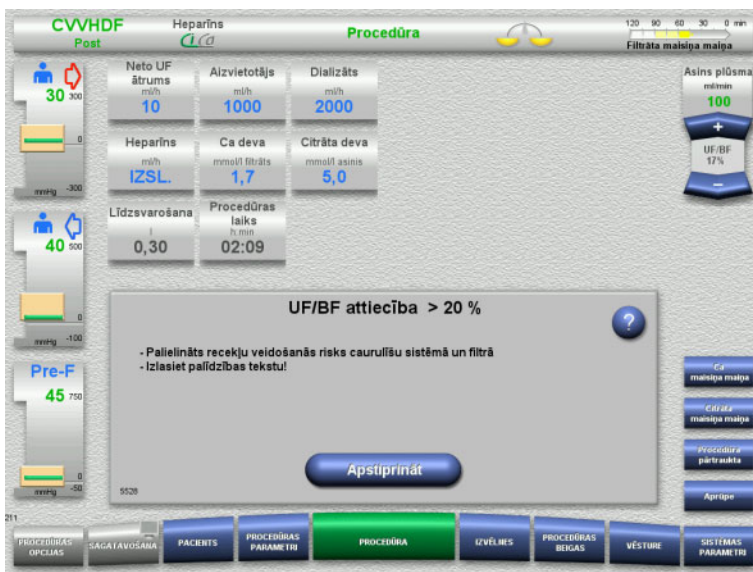 CVVHDF
Post
Heparīns
CiCa
Procedūra
120 90 60 30 0 min
Filtrāta maisiņa maiņa
30
300
0
mmHg -300
Neto UF ātrums
ml/h
10
Aizvietotājs
ml/h
1000
Dializāts
ml/h
2000
Asins plūsma
ml/min
100
+
UF/BF
17%
−
Heparīns
ml/h
IZSL.
Ca deva
mmol/l filtrāts
1,7
Citrāta deva
mmol/l asinis
5,0
Līdzsvarošana
l
0,30
Procedūras laiks
h:min
02:09
40
500
0
mmHg -100
Pre-F
45
750
0
mmHg -50
UF/BF attiecība > 20 %
?
- Palielināts recekļu veidošanās risks caurulīšu sistēmā un filtrā
- Izlasiet palīdzības tekstu!
Apstiprināt
5528
Ca
maisiņa maiņa
Citrāta
maisiņa maiņa
Procedūra
pārtraukta
Aprūpe
211
PROCEDŪRAS
OPCIJAS
SAGATAVOŠANA
PACIENTS
PROCEDŪRAS
PARAMETRI
PROCEDŪRA
IZVĒLNES
PROCEDŪRAS
BEIGAS
VĒSTURE
SISTĒMAS
PARAMETRI